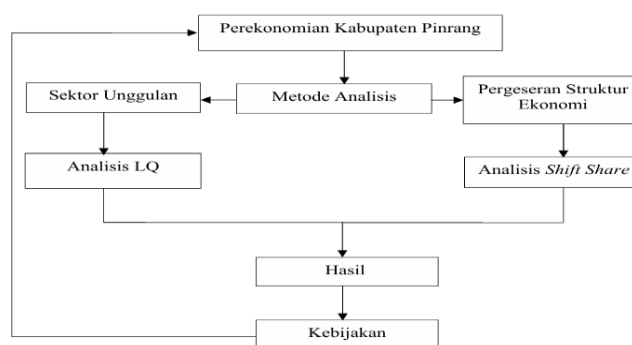 Perekonomian Kabupaten Pinrang
Sektor Unggulan
Metode Analisis
Pergeseran Struktur
Ekonomi
Analisis LQ
Analisis Shift Share
Hasil
Kebijakan